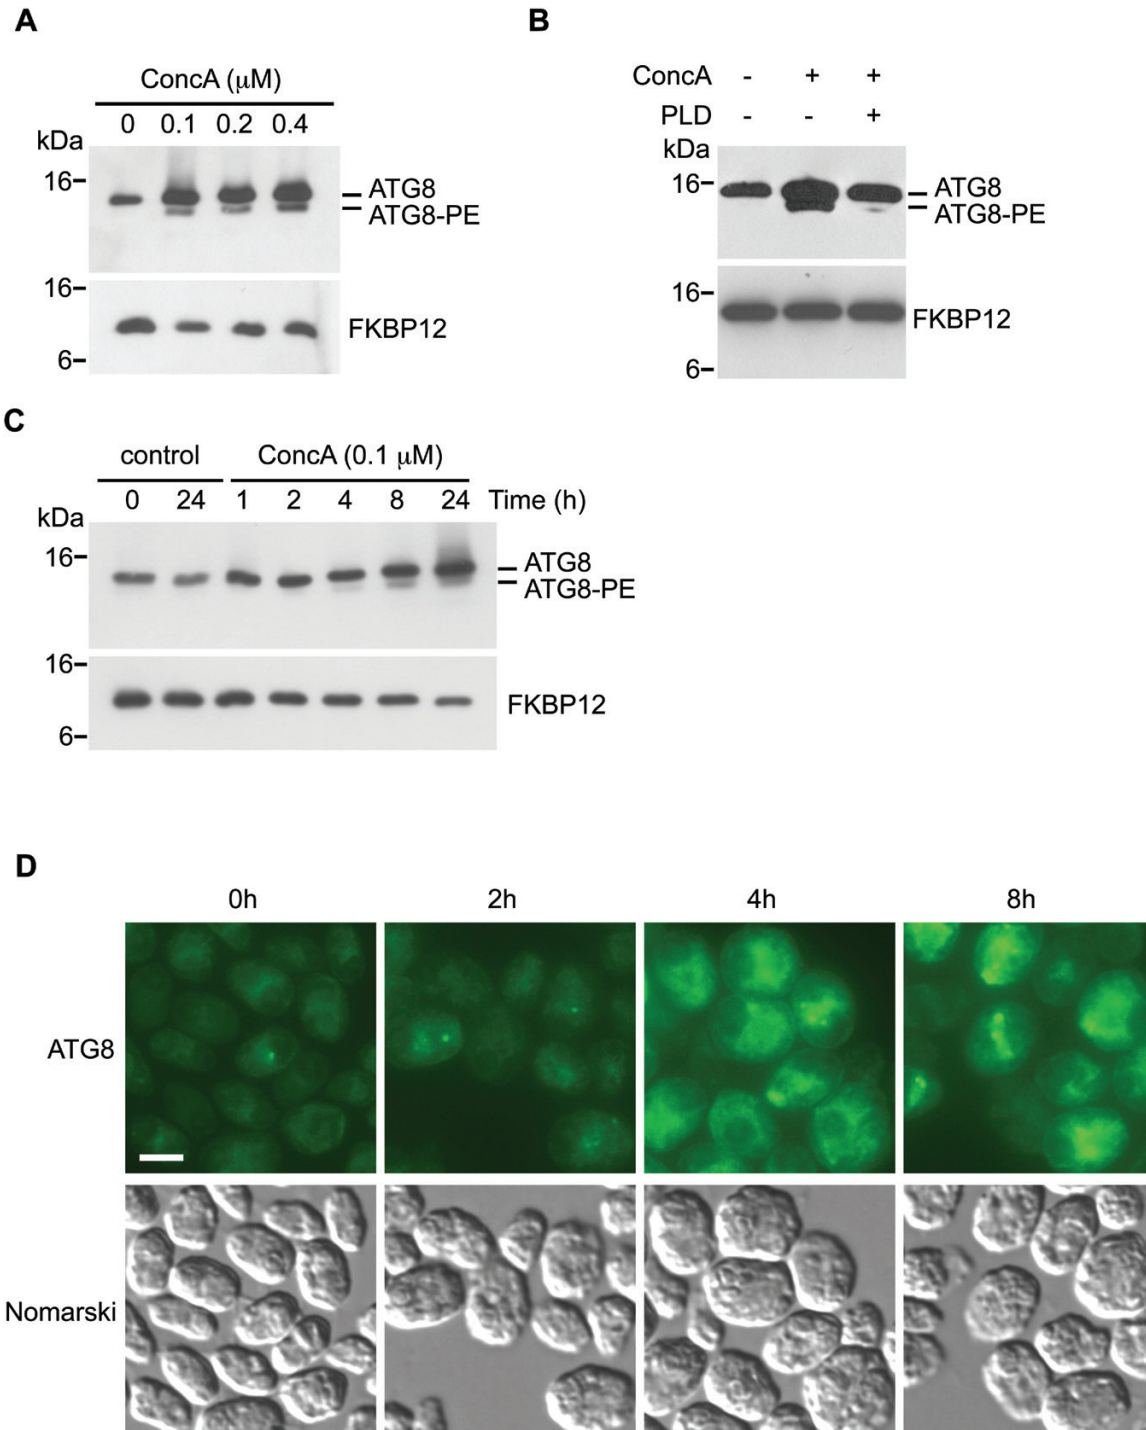 A
ConcA (μM)
0 0.1 0.2 0.4
kDa
16
ATG8
ATG8-PE
16
FKBP12
6
B
ConcA - + +
PLD - - +
kDa
16
ATG8
ATG8-PE
16
FKBP12
6
C
control ConcA (0.1 μM)
0 24 1 2 4 8 24 Time (h)
kDa
16
ATG8
ATG8-PE
16
FKBP12
6
D
0h 2h 4h 8h
ATG8
Nomarski